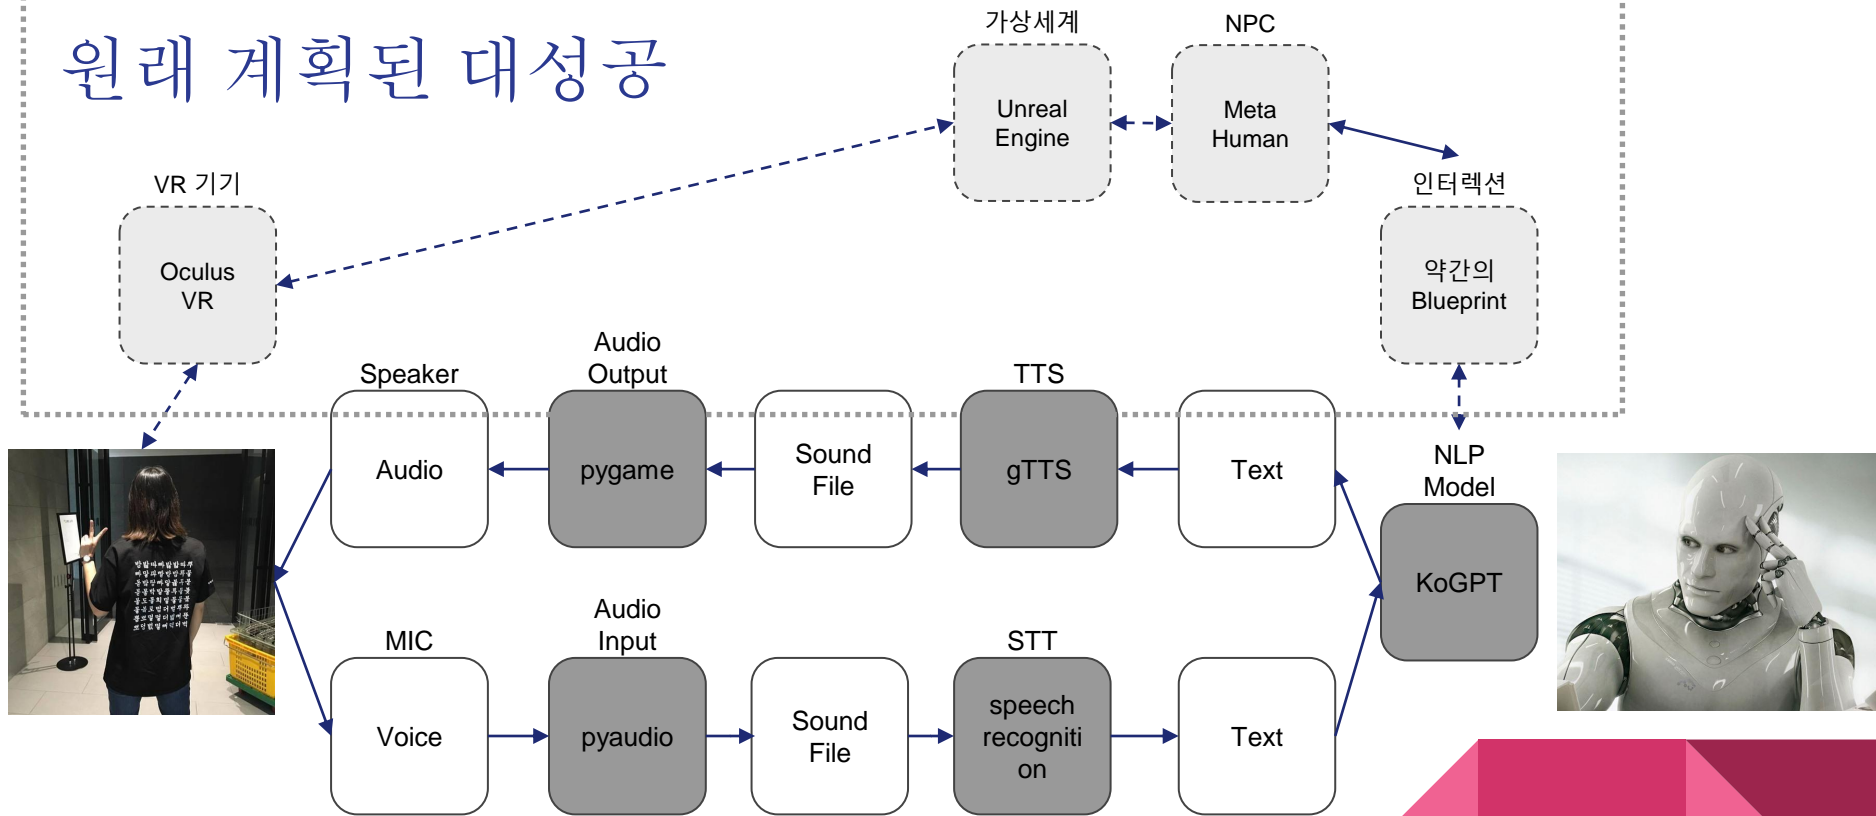 원래 계획된 대성공
가상세계
Unreal
Engine
NPC
Meta
Human
VR 기기
Oculus
VR
인터렉션
약간의
Blueprint
Speaker
Audio
Audio
Output
pygame
Sound
File
TTS
gTTS
Text
NLP
Model
KoGPT
MIC
Voice
Audio
Input
pyaudio
Sound
File
STT
speech
recogniti
on
Text